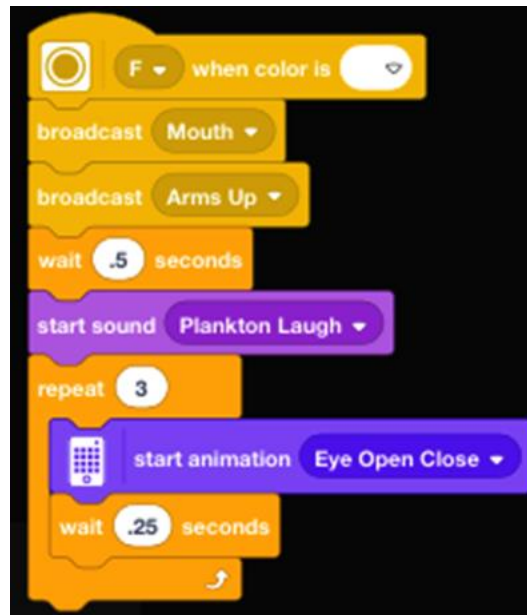 F when color is
broadcast Mouth
broadcast Arms Up
wait .5 seconds
start sound Plankton Laugh
repeat 3
start animation Eye Open Close
wait .25 seconds